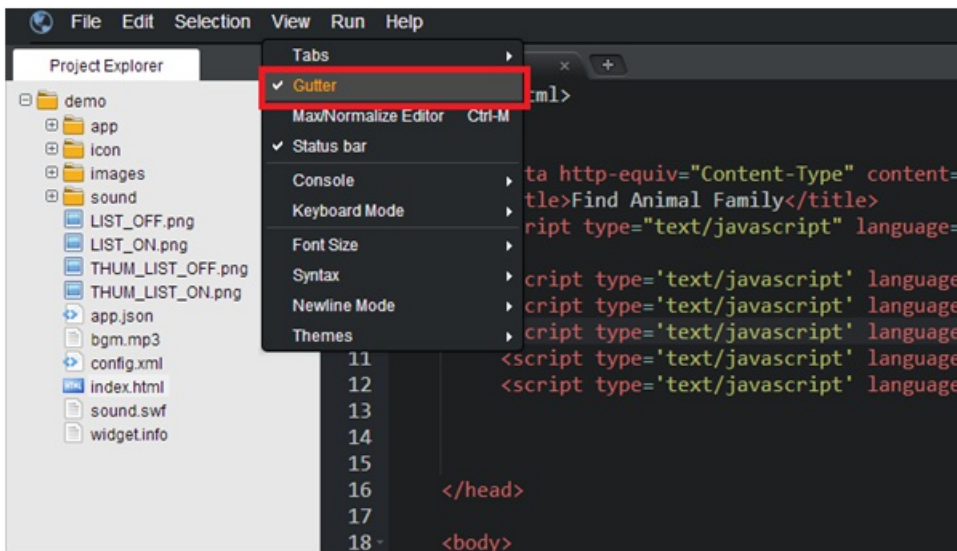 File Edit Selection View Run Help
Project Explorer
demo
app
icon
images
sound
LIST_OFF.png
LIST_ON.png
THUM_LIST_OFF.png
THUM_LIST_ON.png
app.json
bgm.mp3
config.xml
index.html
sound.swf
widget.info
Tabs
Gutter
Max/Normalize Editor Ctrl-M
Status bar
Console
Keyboard Mode
Font Size
Syntax
Newline Mode
Themes
× +
tml>
ta http-equiv="Content-Type" content=
tle>Find Animal Family</title>
ript type="text/javascript" language=
cript type='text/javascript' language
cript type='text/javascript' language
script type='text/javascript' language
11 <script type='text/javascript' language
12 <script type='text/javascript' language
13
14
15
16 </head>
17
18 <body>